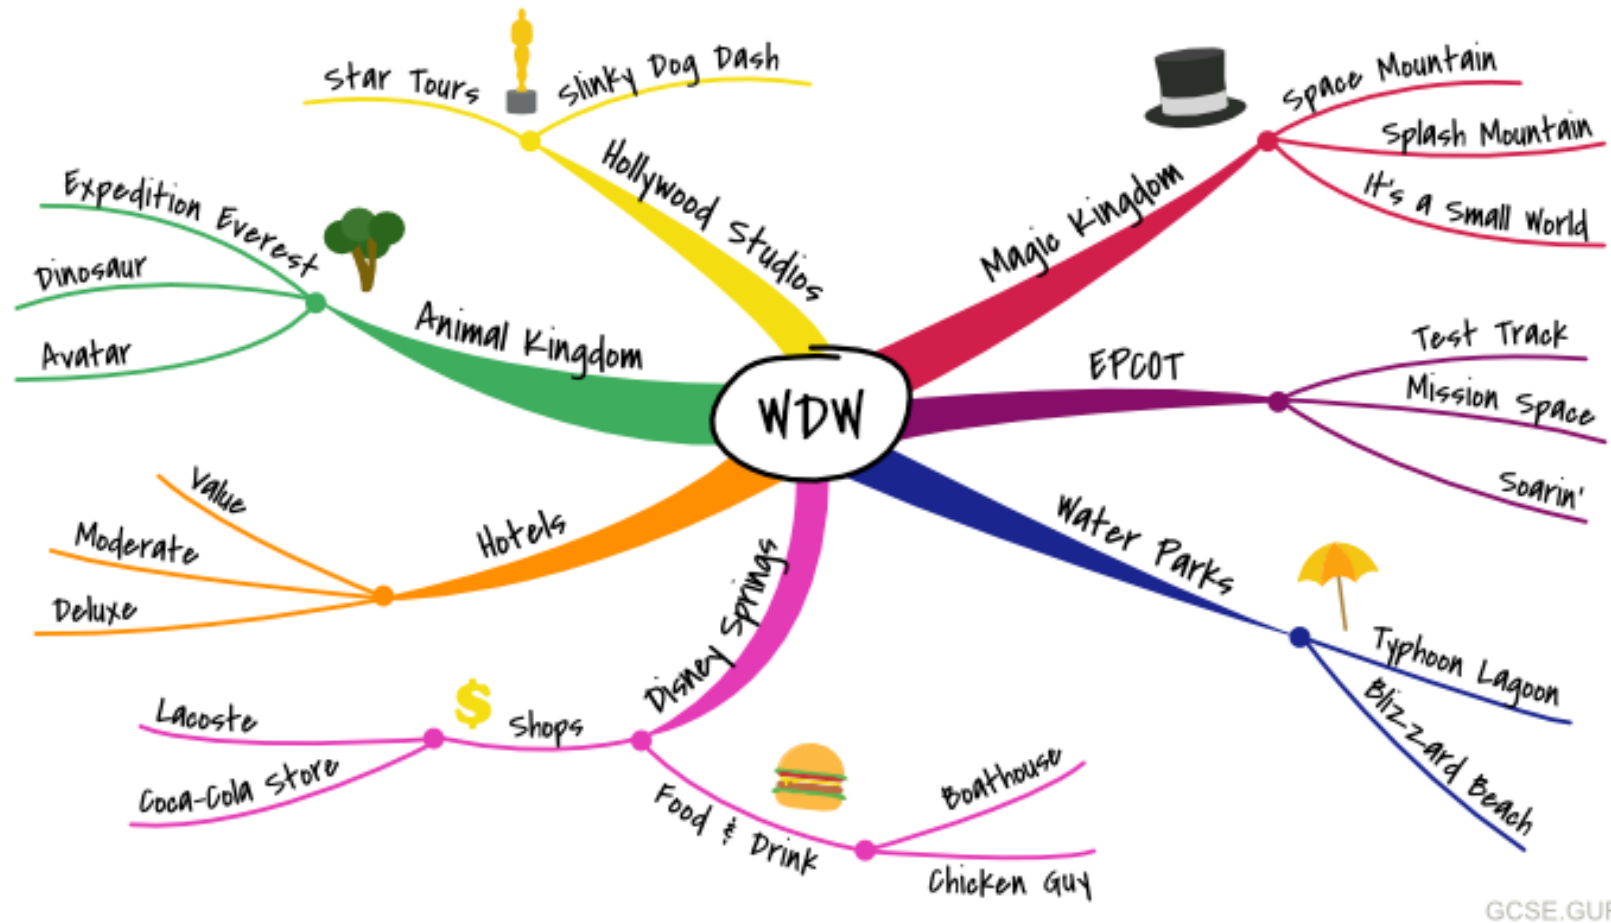 WDW
Hollywood Studios
Star Tours
Slinky Dog Dash
Magic Kingdom
Space Mountain
Splash Mountain
It's a Small World
EPCOT
Test Track
Mission Space
Soarin'
Water Parks
Typhoon Lagoon
Blizzard Beach
Disney Springs
Food & Drink
Boathouse
Chicken Guy
Shops
$
Lacoste
Coca-Cola Store
Hotels
Value
Moderate
Deluxe
Animal Kingdom
Expedition Everest
Dinosaur
Avatar